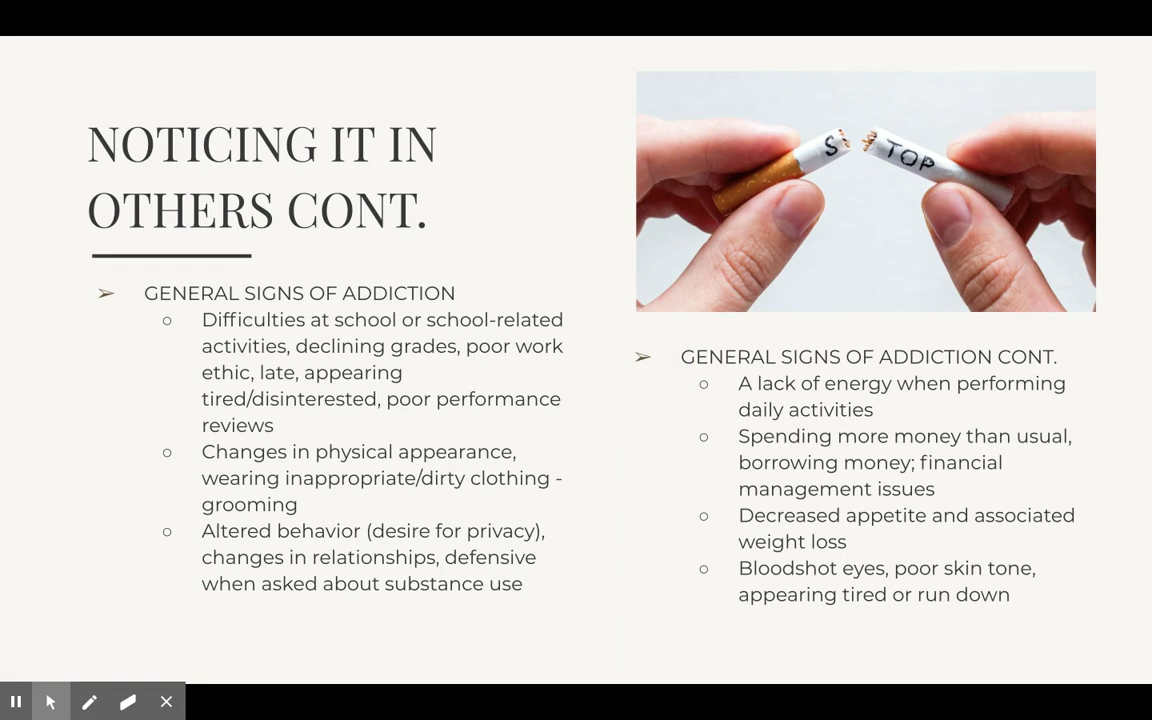 NOTICING IT IN
OTHERS CONT.
➢ GENERAL SIGNS OF ADDICTION
○ Difficulties at school or school-related
activities, declining grades, poor work
ethic, late, appearing
tired/disinterested, poor performance
reviews
○ Changes in physical appearance,
wearing inappropriate/dirty clothing -
grooming
○ Altered behavior (desire for privacy),
changes in relationships, defensive
when asked about substance use
S TOP
➢ GENERAL SIGNS OF ADDICTION CONT.
○ A lack of energy when performing
daily activities
○ Spending more money than usual,
borrowing money; financial
management issues
○ Decreased appetite and associated
weight loss
○ Bloodshot eyes, poor skin tone,
appearing tired or run down